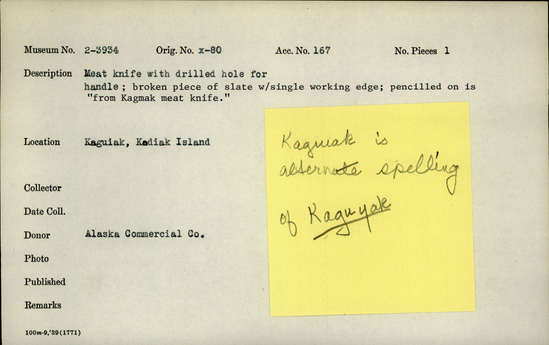 Museum No. 2-3934 Orig. No. x-80 Acc. No. 167 No. Pieces 1
Description Meat knife with drilled hole for
handle; broken piece of slate w/single working edge; pencilled on is
"from Kagmak meat knife."
Location Kaguiak, Kodiak Island
Collector
Date Coll.
Donor Alaska Commercial Co.
Photo
Published
Remarks
100m-9,'39(1771)
Kaguiak is
alternate spelling
of Kaguyak